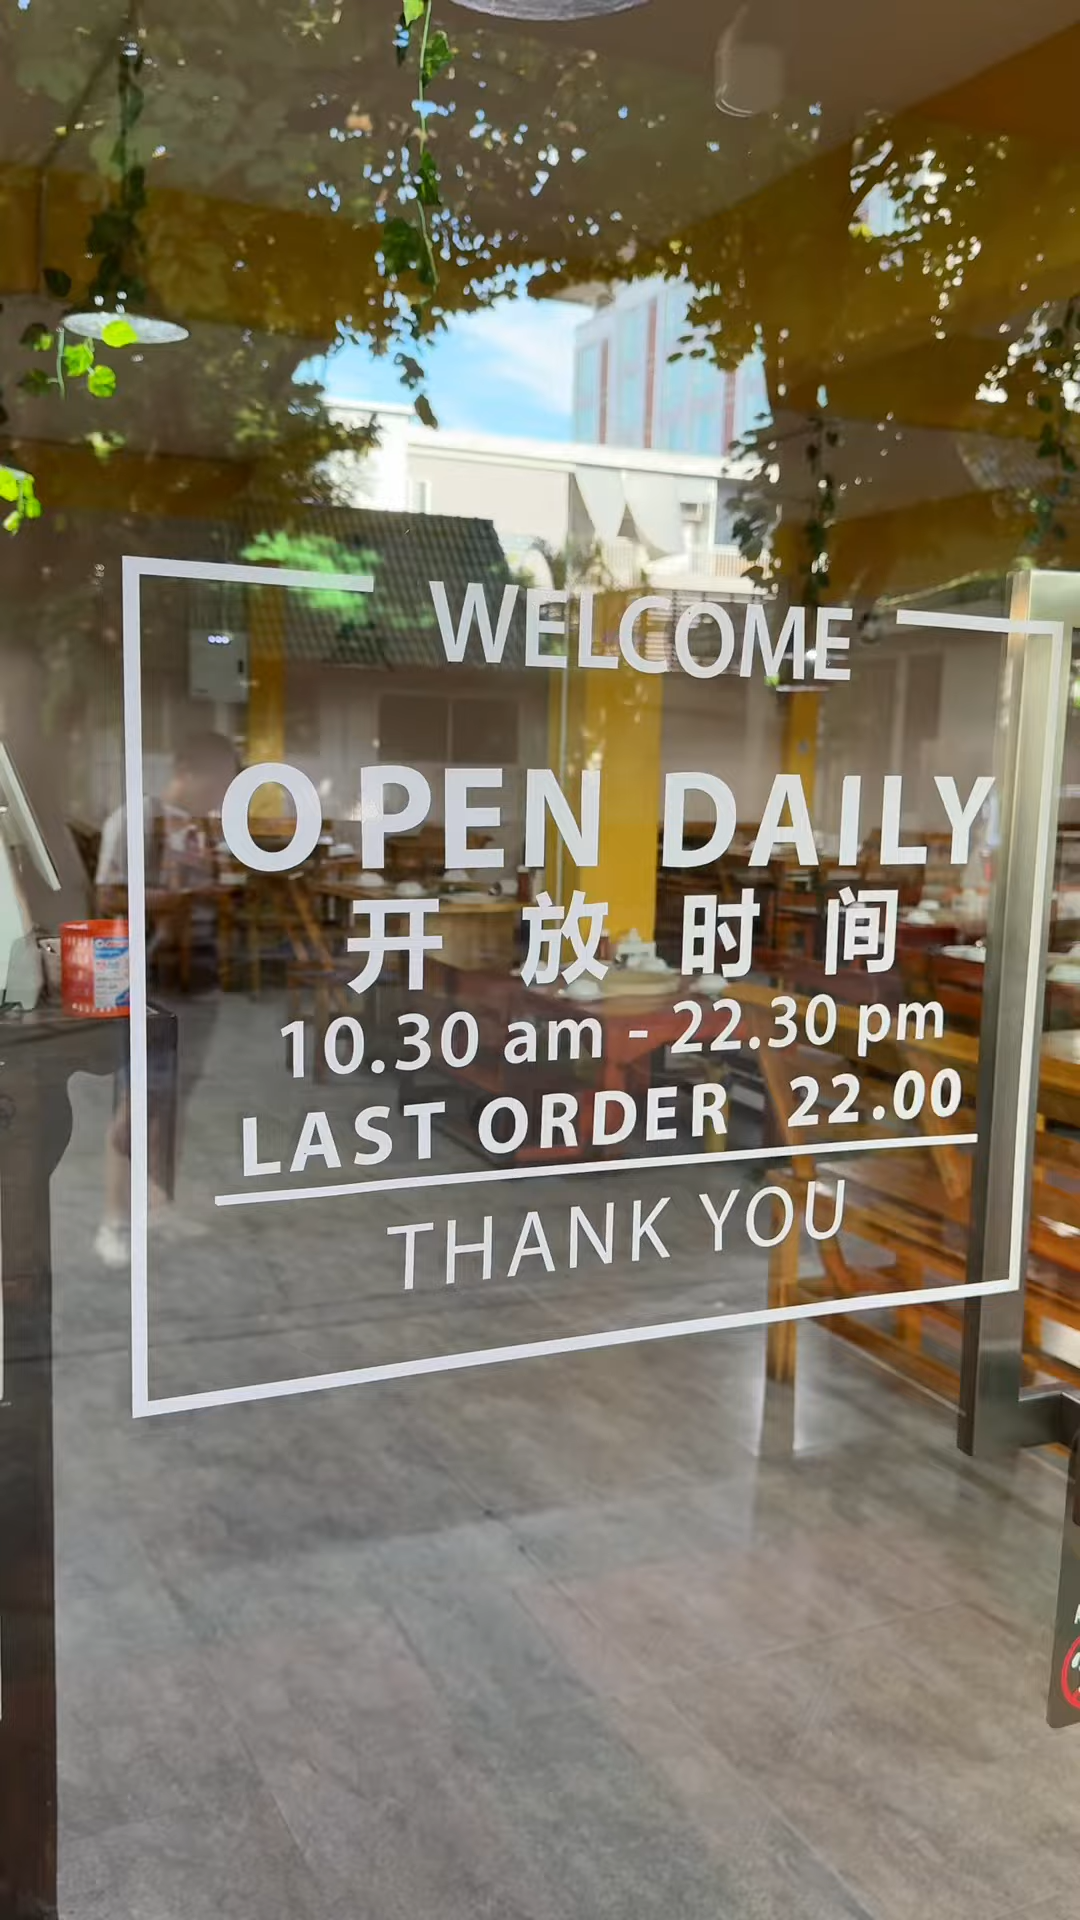 WELCOME
OPEN DAILY
开放时间
10.30 am - 22.30 pm
LAST ORDER 22.00
THANK YOU